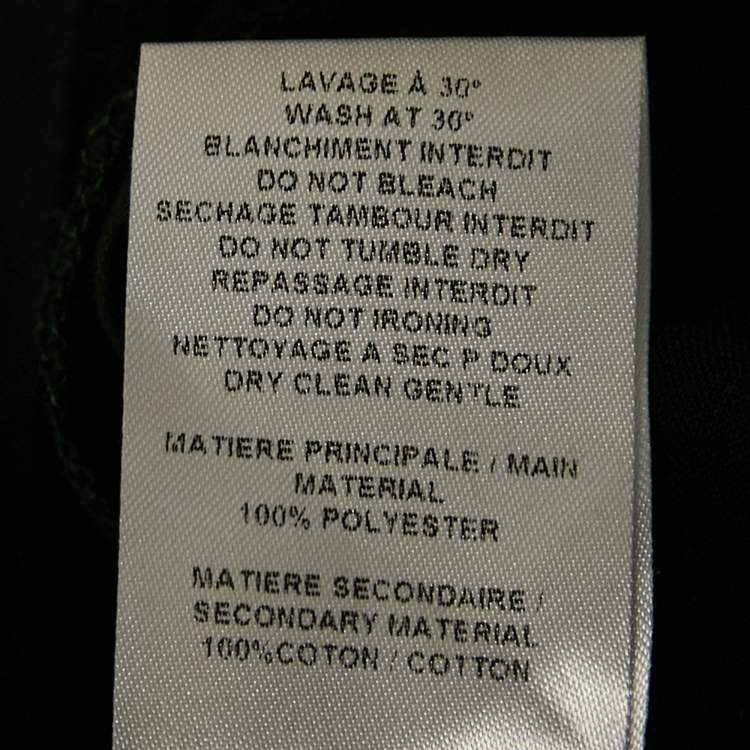 LAVAGE À 30°
WASH AT 30°
BLANCHIMENT INTERDIT
DO NOT BLEACH
SECHAGE TAMBOUR INTERDIT
DO NOT TUMBLE DRY
REPASSAGE INTERDIT
DO NOT IRONING
NETTOYAGE A SEC P DOUX
DRY CLEAN GENTLE
MATIERE PRINCIPALE / MAIN
MATERIAL
100% POLYESTER
MATIERE SECONDAIRE /
SECONDARY MATERIAL
100%COTON / COTTON